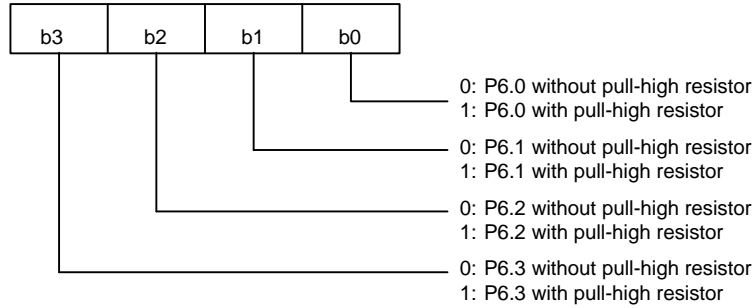 b3 b2 b1 b0
0: P6.0 without pull-high resistor
1: P6.0 with pull-high resistor
0: P6.1 without pull-high resistor
1: P6.1 with pull-high resistor
0: P6.2 without pull-high resistor
1: P6.2 with pull-high resistor
0: P6.3 without pull-high resistor
1: P6.3 with pull-high resistor